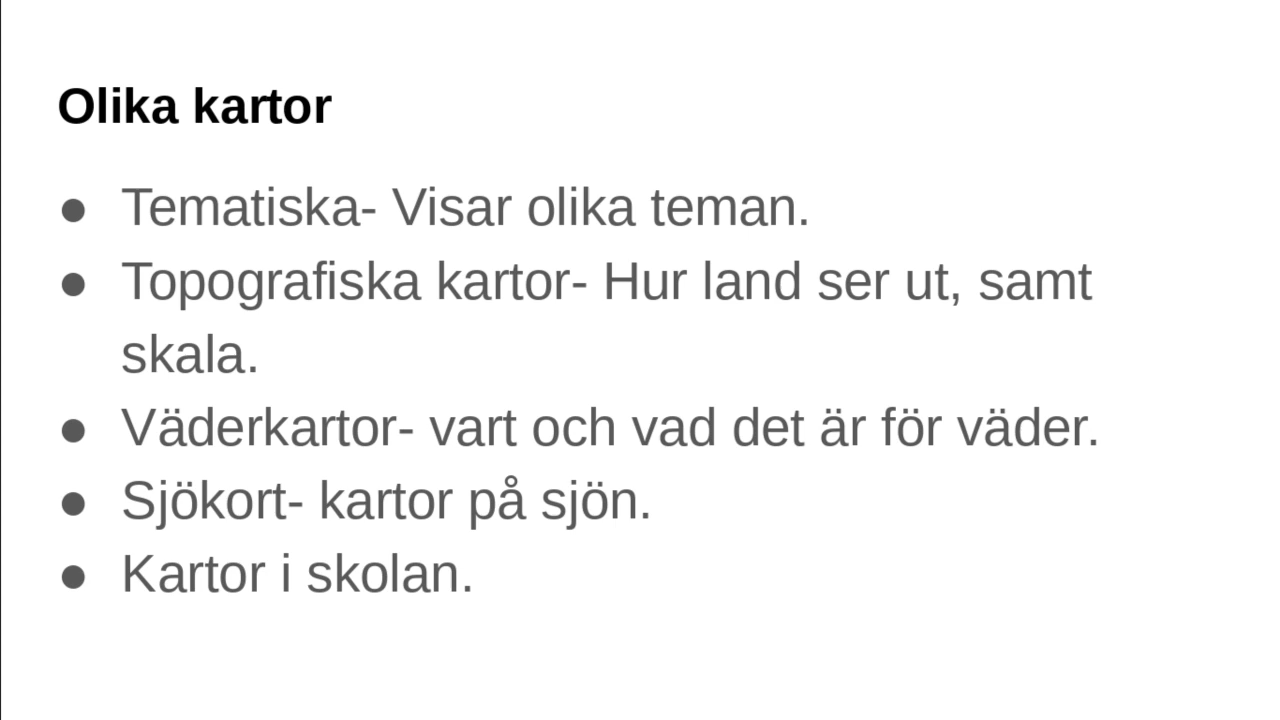 Olika kartor
● Tematiska- Visar olika teman.
● Topografiska kartor- Hur land ser ut, samt
skala.
● Väderkartor- vart och vad det är för väder.
● Sjökort- kartor på sjön.
● Kartor i skolan.